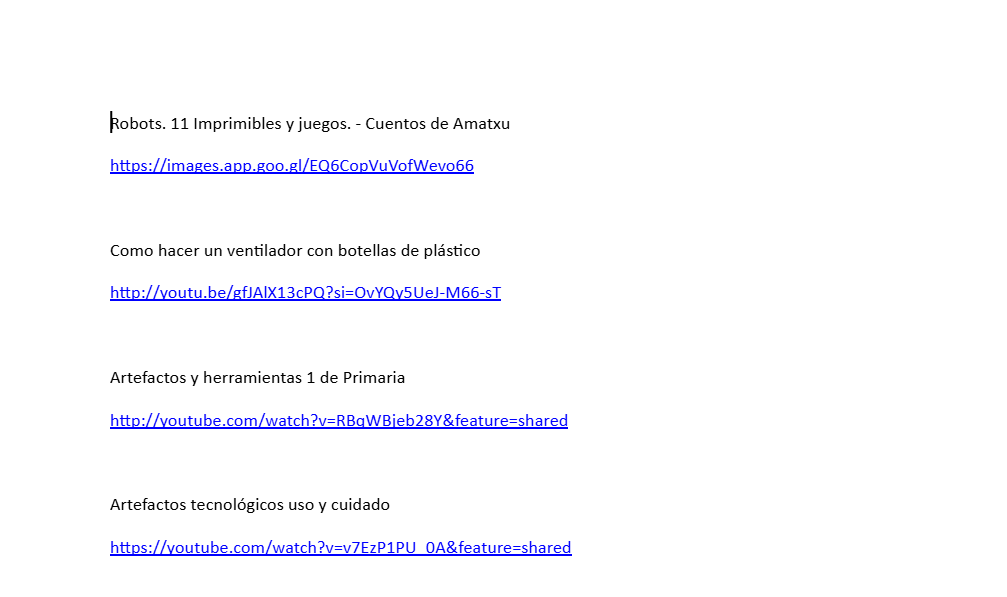 Robots. 11 Imprimibles y juegos. - Cuentos de Amatxu
https://images.app.goo.gl/EQ6CopVuVofWevo66
Como hacer un ventilador con botellas de plástico
http://youtu.be/gfJAlX13cPQ?si=OvYQy5UeJ-M66-sT
Artefactos y herramientas 1 de Primaria
http://youtube.com/watch?v=RBqWBjeb28Y&feature=shared
Artefactos tecnológicos uso y cuidado
https://youtube.com/watch?v=v7EzP1PU_0A&feature=shared